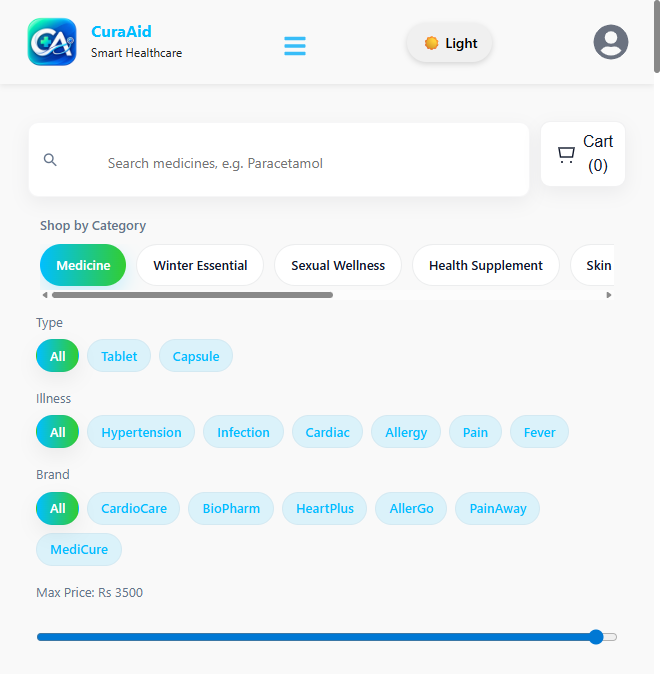 CuraAid
Smart Healthcare
Light
Search medicines, e.g. Paracetamol
Cart
(0)
Shop by Category
Medicine Winter Essential Sexual Wellness Health Supplement Skin
Type
All Tablet Capsule
Illness
All Hypertension Infection Cardiac Allergy Pain Fever
Brand
All CardioCare BioPharm HeartPlus AllerGo PainAway
MediCure
Max Price: Rs 3500